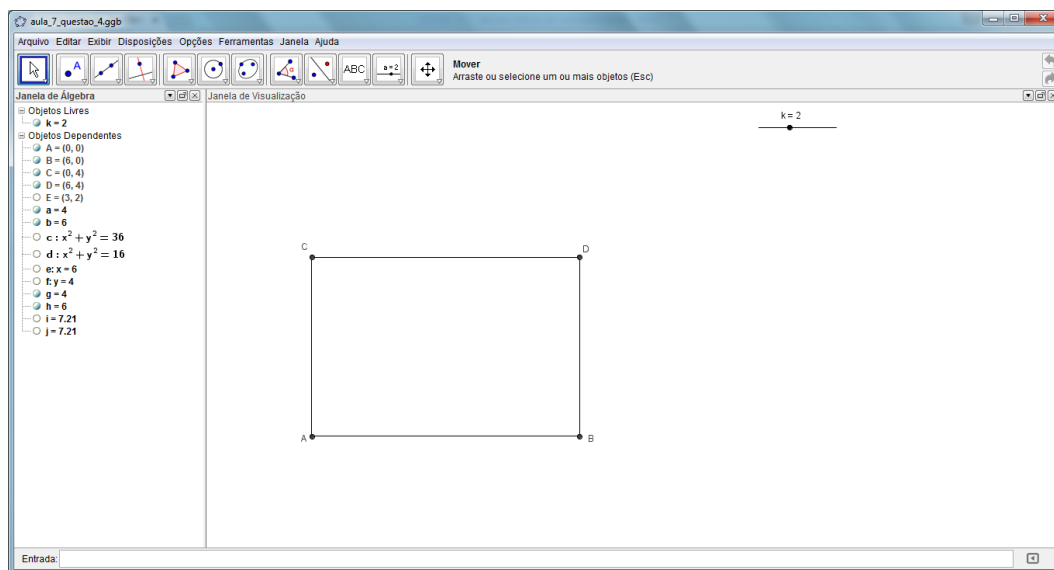 aula_7_questao_4.ggb
Arquivo Editar Exibir Disposições Opções Ferramentas Janela Ajuda
A
α
ABC
a=2
Mover
Arraste ou selecione um ou mais objetos (Esc)
Janela de Álgebra
Objetos Livres
k = 2
Objetos Dependentes
A = (0, 0)
B = (6, 0)
C = (0, 4)
D = (6, 4)
E = (3, 2)
a = 4
b = 6
c : x² + y² = 36
d : x² + y² = 16
e: x = 6
f: y = 4
g = 4
h = 6
i = 7.21
j = 7.21
Janela de Visualização
k = 2
C
D
A
B
Entrada: